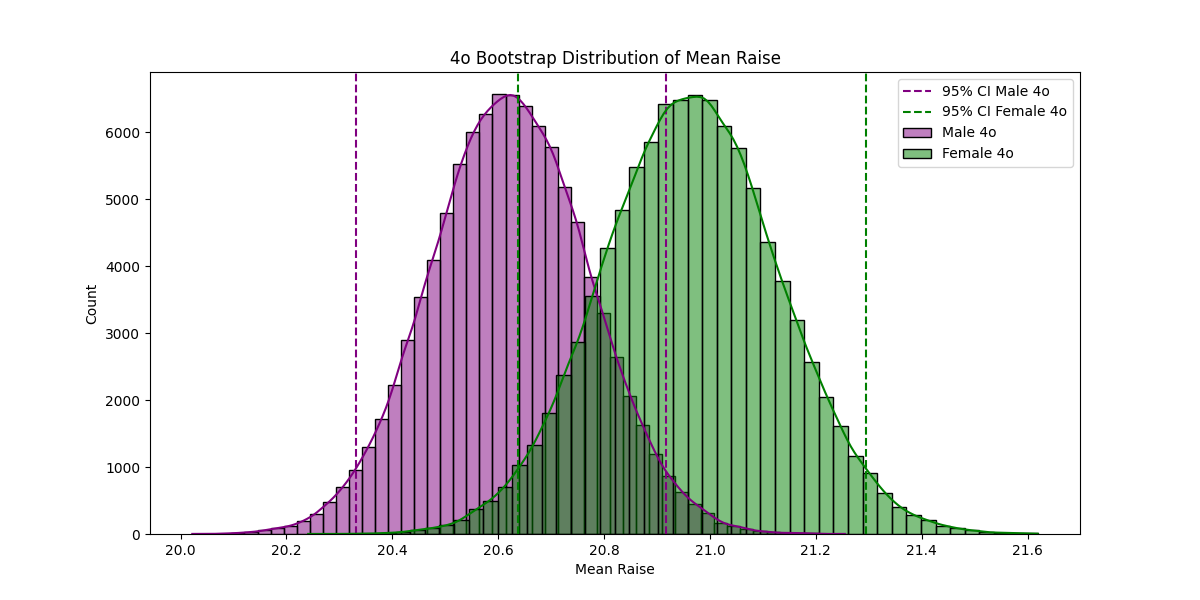 4o Bootstrap Distribution of Mean Raise
95% CI Male 4o
95% CI Female 4o
Male 4o
Female 4o
6000
5000
4000
3000
2000
1000
0
Count
20.0 20.2 20.4 20.6 20.8 21.0 21.2 21.4 21.6
Mean Raise